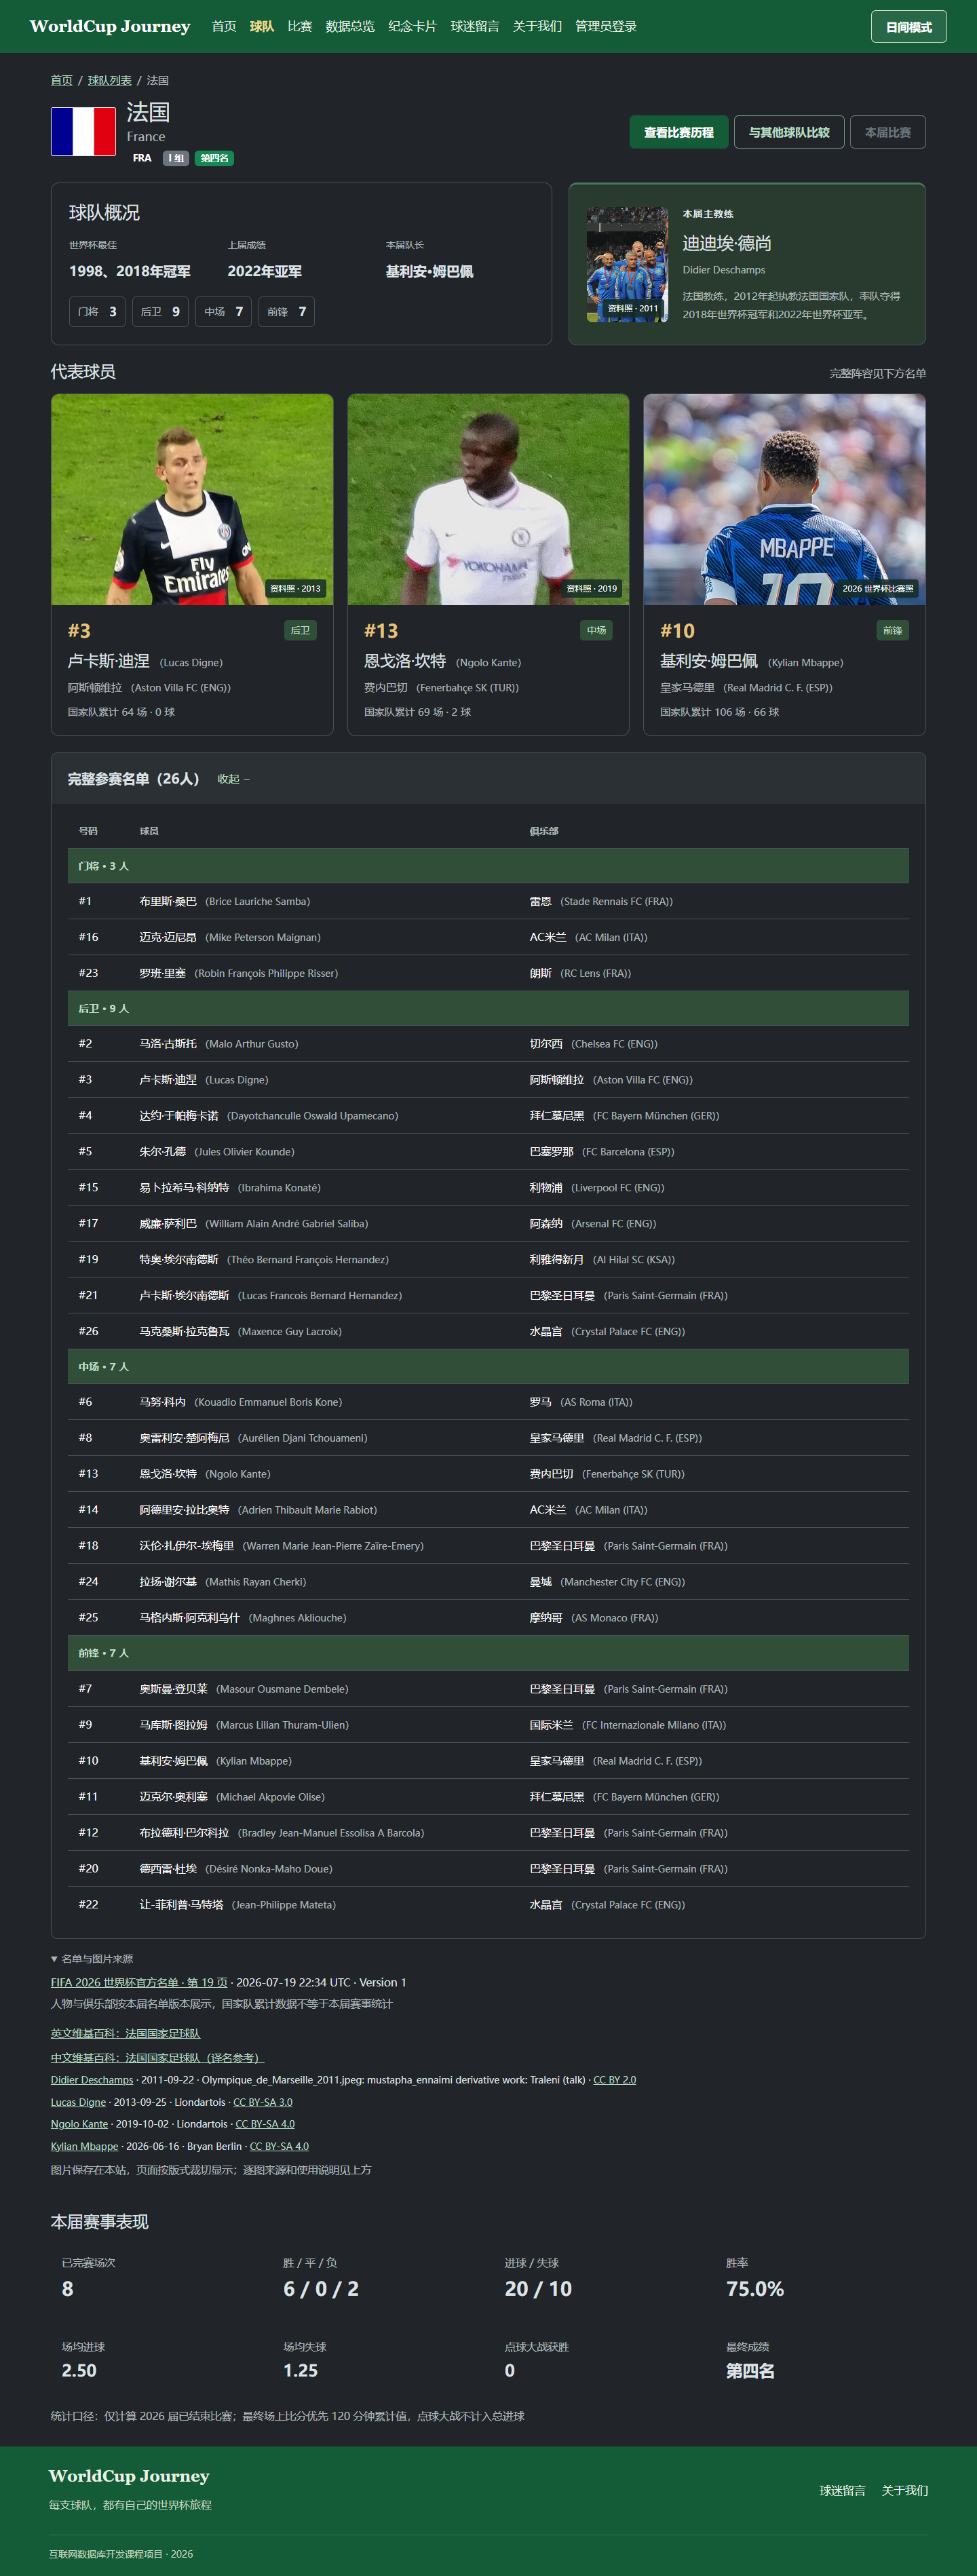 WorldCup Journey 首页 球队 比赛 数据总览 纪念卡片 球迷留言 关于我们 管理员登录 日间模式
首页 / 球队列表 / 法国
法国
France
FRA I 组 第四名
查看比赛历程 与其他球队比较 本届比赛
球队概况
世界杯最佳 上届成绩 本届队长
1998、2018年冠军 2022年亚军 基利安·姆巴佩
门将 3 后卫 9 中场 7 前锋 7
资料照 · 2011
本届主教练
迪迪埃·德尚
Didier Deschamps
法国教练，2012年起执教法国国家队，率队夺得
2018年世界杯冠军和2022年世界杯亚军。
代表球员 完整阵容见下方名单
Fly
Emirates
资料照 · 2013
YOKOHAMA
资料照 · 2019
MBAPPE
10
2026 世界杯比赛照
#3 后卫
卢卡斯·迪涅 （Lucas Digne）
阿斯顿维拉 （Aston Villa FC (ENG)）
国家队累计 64 场 · 0 球
#13 中场
恩戈洛·坎特 （Ngolo Kante）
费内巴切 （Fenerbahçe SK (TUR)）
国家队累计 69 场 · 2 球
#10 前锋
基利安·姆巴佩 （Kylian Mbappe）
皇家马德里 （Real Madrid C. F. (ESP)）
国家队累计 106 场 · 66 球
完整参赛名单（26人） 收起 −
号码 球员 俱乐部
门将 • 3 人
#1 布里斯·桑巴 （Brice Lauriche Samba） 雷恩 （Stade Rennais FC (FRA)）
#16 迈克·迈尼昂 （Mike Peterson Maignan） AC米兰 （AC Milan (ITA)）
#23 罗班·里塞 （Robin François Philippe Risser） 朗斯 （RC Lens (FRA)）
后卫 • 9 人
#2 马洛·古斯托 （Malo Arthur Gusto） 切尔西 （Chelsea FC (ENG)）
#3 卢卡斯·迪涅 （Lucas Digne） 阿斯顿维拉 （Aston Villa FC (ENG)）
#4 达约·于帕梅卡诺 （Dayotchanculle Oswald Upamecano） 拜仁慕尼黑 （FC Bayern München (GER)）
#5 朱尔·孔德 （Jules Olivier Kounde） 巴塞罗那 （FC Barcelona (ESP)）
#15 易卜拉希马·科纳特 （Ibrahima Konaté） 利物浦 （Liverpool FC (ENG)）
#17 威廉·萨利巴 （William Alain André Gabriel Saliba） 阿森纳 （Arsenal FC (ENG)）
#19 特奥·埃尔南德斯 （Théo Bernard François Hernandez） 利雅得新月 （Al Hilal SC (KSA)）
#21 卢卡斯·埃尔南德斯 （Lucas Francois Bernard Hernandez） 巴黎圣日耳曼 （Paris Saint-Germain (FRA)）
#26 马克桑斯·拉克鲁瓦 （Maxence Guy Lacroix） 水晶宫 （Crystal Palace FC (ENG)）
中场 • 7 人
#6 马努·科内 （Kouadio Emmanuel Boris Kone） 罗马 （AS Roma (ITA)）
#8 奥雷利安·楚阿梅尼 （Aurélien Djani Tchouameni） 皇家马德里 （Real Madrid C. F. (ESP)）
#13 恩戈洛·坎特 （Ngolo Kante） 费内巴切 （Fenerbahçe SK (TUR)）
#14 阿德里安·拉比奥特 （Adrien Thibault Marie Rabiot） AC米兰 （AC Milan (ITA)）
#18 沃伦·扎伊尔-埃梅里 （Warren Marie Jean-Pierre Zaïre-Emery） 巴黎圣日耳曼 （Paris Saint-Germain (FRA)）
#24 拉扬·谢尔基 （Mathis Rayan Cherki） 曼城 （Manchester City FC (ENG)）
#25 马格内斯·阿克利乌什 （Maghnes Akliouche） 摩纳哥 （AS Monaco (FRA)）
前锋 • 7 人
#7 奥斯曼·登贝莱 （Masour Ousmane Dembele） 巴黎圣日耳曼 （Paris Saint-Germain (FRA)）
#9 马库斯·图拉姆 （Marcus Lilian Thuram-Ulien） 国际米兰 （FC Internazionale Milano (ITA)）
#10 基利安·姆巴佩 （Kylian Mbappe） 皇家马德里 （Real Madrid C. F. (ESP)）
#11 迈克尔·奥利塞 （Michael Akpovie Olise） 拜仁慕尼黑 （FC Bayern München (GER)）
#12 布拉德利·巴尔科拉 （Bradley Jean-Manuel Essolisa A Barcola） 巴黎圣日耳曼 （Paris Saint-Germain (FRA)）
#20 德西雷·杜埃 （Désiré Nonka-Maho Doue） 巴黎圣日耳曼 （Paris Saint-Germain (FRA)）
#22 让-菲利普·马特塔 （Jean-Philippe Mateta） 水晶宫 （Crystal Palace FC (ENG)）
▼ 名单与图片来源
FIFA 2026 世界杯官方名单 · 第 19 页 · 2026-07-19 22:34 UTC · Version 1
人物与俱乐部按本届名单版本展示，国家队累计数据不等于本届赛事统计
英文维基百科：法国国家足球队
中文维基百科：法国国家足球队（译名参考）
Didier Deschamps · 2011-09-22 · Olympique_de_Marseille_2011.jpeg: mustapha_ennaimi derivative work: Traleni (talk) · CC BY 2.0
Lucas Digne · 2013-09-25 · Liondartois · CC BY-SA 3.0
Ngolo Kante · 2019-10-02 · Liondartois · CC BY-SA 4.0
Kylian Mbappe · 2026-06-16 · Bryan Berlin · CC BY-SA 4.0
图片保存在本站，页面按版式裁切显示；逐图来源和使用说明见上方
本届赛事表现
已完赛场次 胜 / 平 / 负 进球 / 失球 胜率
8 6 / 0 / 2 20 / 10 75.0%
场均进球 场均失球 点球大战获胜 最终成绩
2.50 1.25 0 第四名
统计口径：仅计算 2026 届已结束比赛；最终场上比分优先 120 分钟累计值，点球大战不计入总进球
WorldCup Journey
每支球队，都有自己的世界杯旅程
球迷留言 关于我们
互联网数据库开发课程项目 · 2026